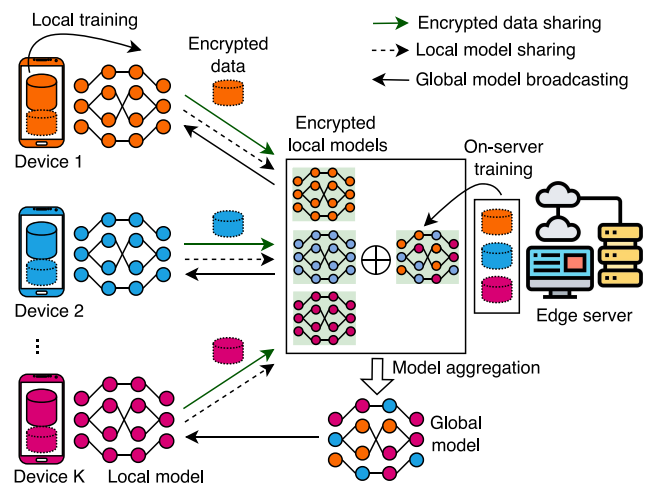 Local training
Encrypted
data
Encrypted data sharing
Local model sharing
Global model broadcasting
Device 1
Encrypted
local models
On-server
training
Device 2
Edge server
...
Model aggregation
Global
model
Device K
Local model